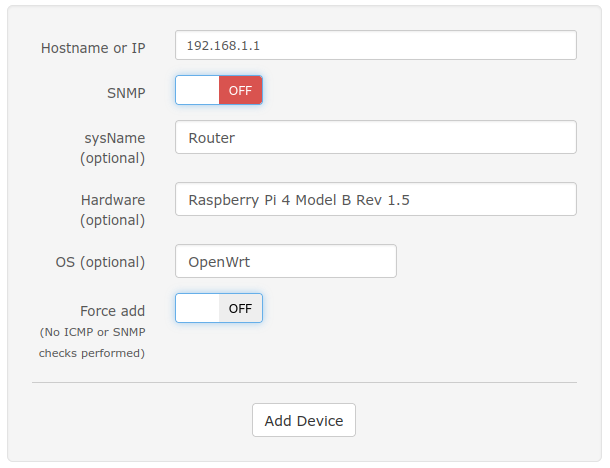 Hostname or IP 192.168.1.1
SNMP OFF
sysName Router
(optional)
Hardware Raspberry Pi 4 Model B Rev 1.5
(optional)
OS (optional) OpenWrt
Force add OFF
(No ICMP or SNMP
checks performed)
Add Device